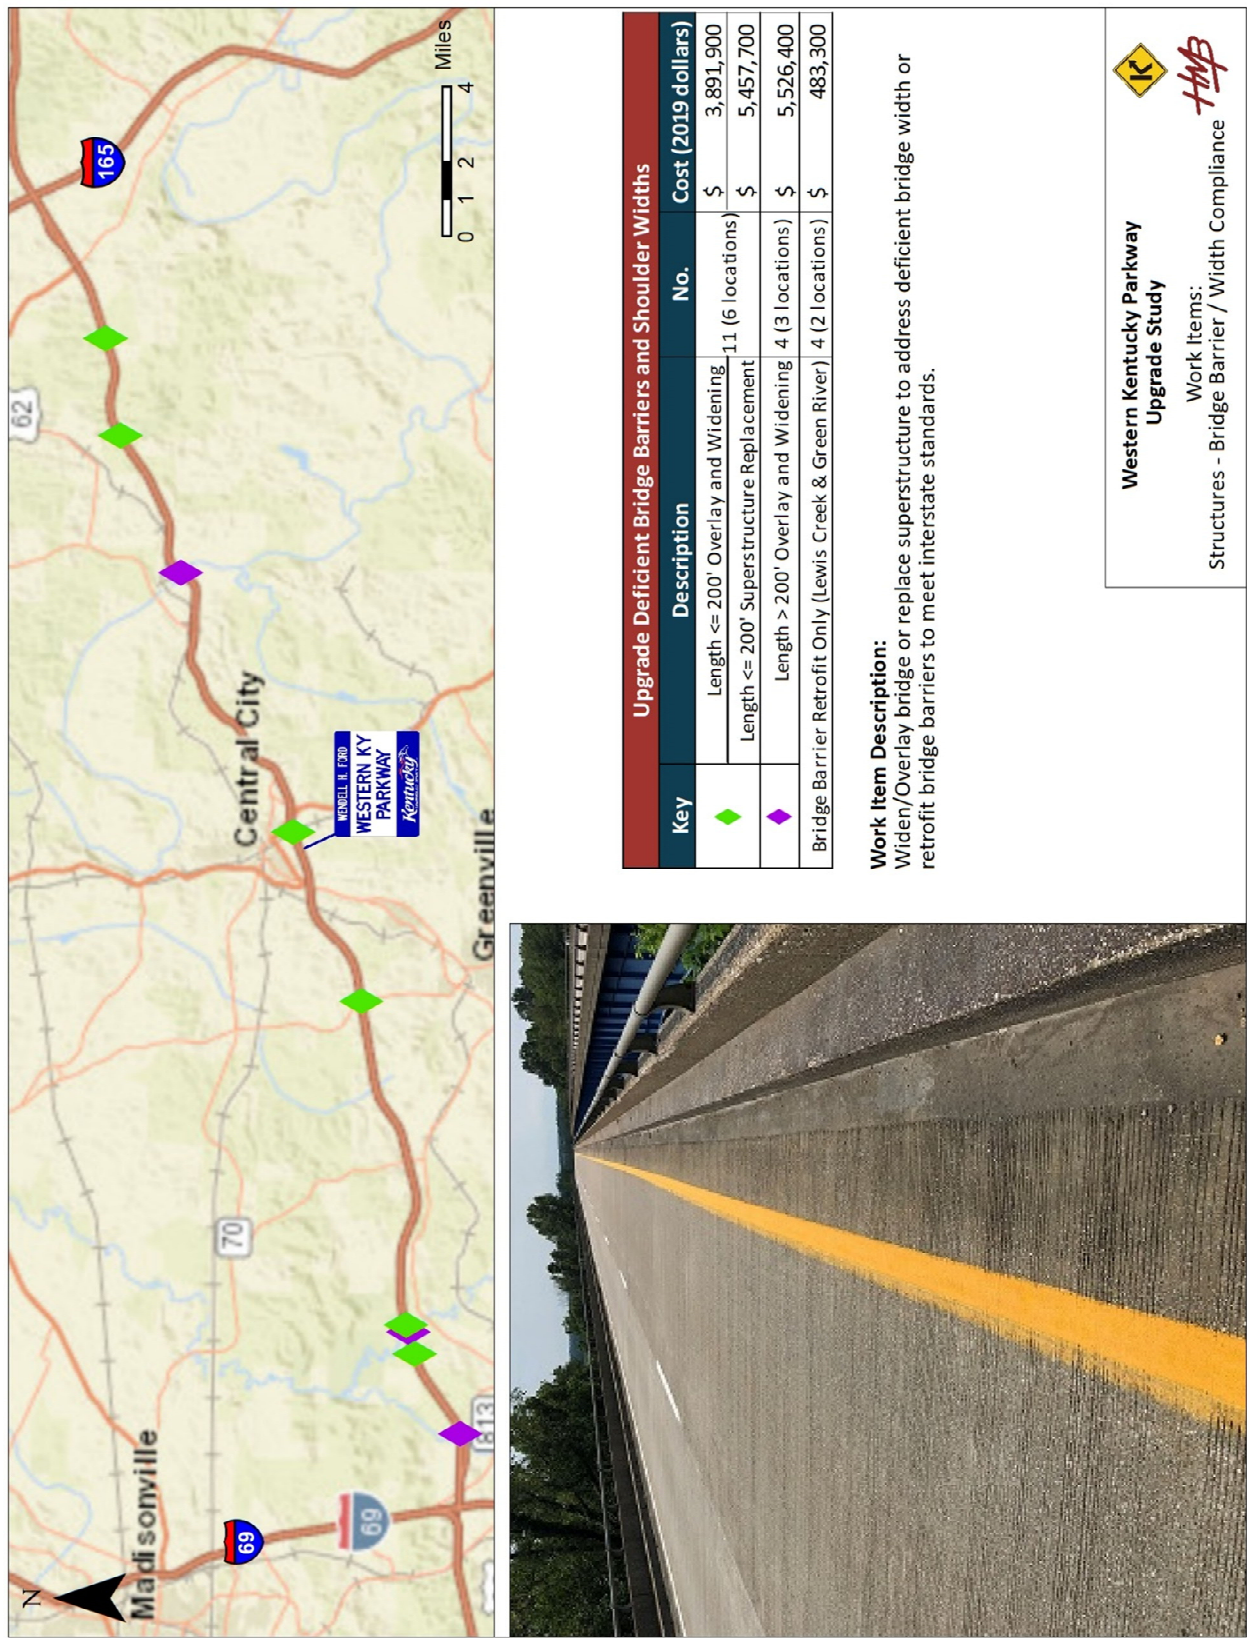 N
Madisonville
69
69
813
70
Greenville
Central City
WENDELL H. FORD
WESTERN KY
PARKWAY
Kentucky
62
165
0 1 2 4
Miles
Upgrade Deficient Bridge Barriers and Shoulder Widths
Key Description No. Cost (2019 dollars)
Length <= 200' Overlay and Widening 11 (6 locations) $ 3,891,900
Length <= 200' Superstructure Replacement $ 5,457,700
Length > 200' Overlay and Widening 4 (3 locations) $ 5,526,400
Bridge Barrier Retrofit Only (Lewis Creek & Green River) 4 (2 locations) $ 483,300
Work Item Description:
Widen/Overlay bridge or replace superstructure to address deficient bridge width or
retrofit bridge barriers to meet interstate standards.
Western Kentucky Parkway
Upgrade Study
Work Items:
Structures - Bridge Barrier / Width Compliance
K